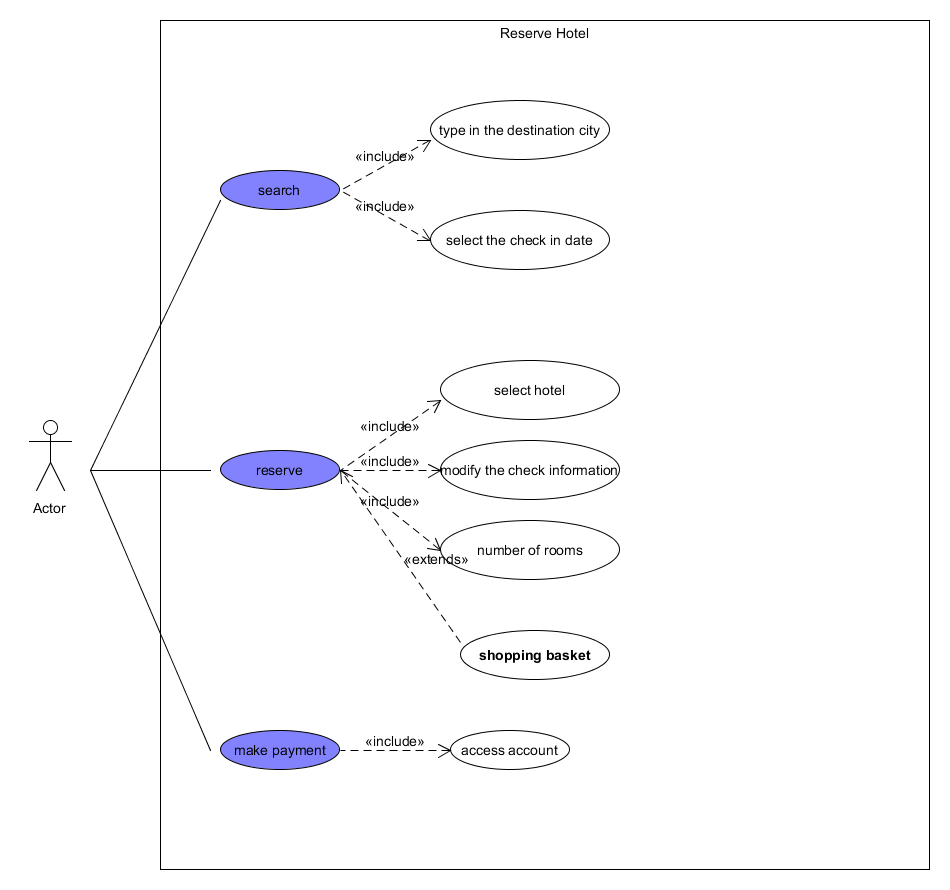 Reserve Hotel
type in the destination city
«include»
search
«include»
select the check in date
select hotel
«include»
«include»
reserve
modify the check information
«include»
number of rooms
«extends»
Actor
shopping basket
«include»
make payment
access account